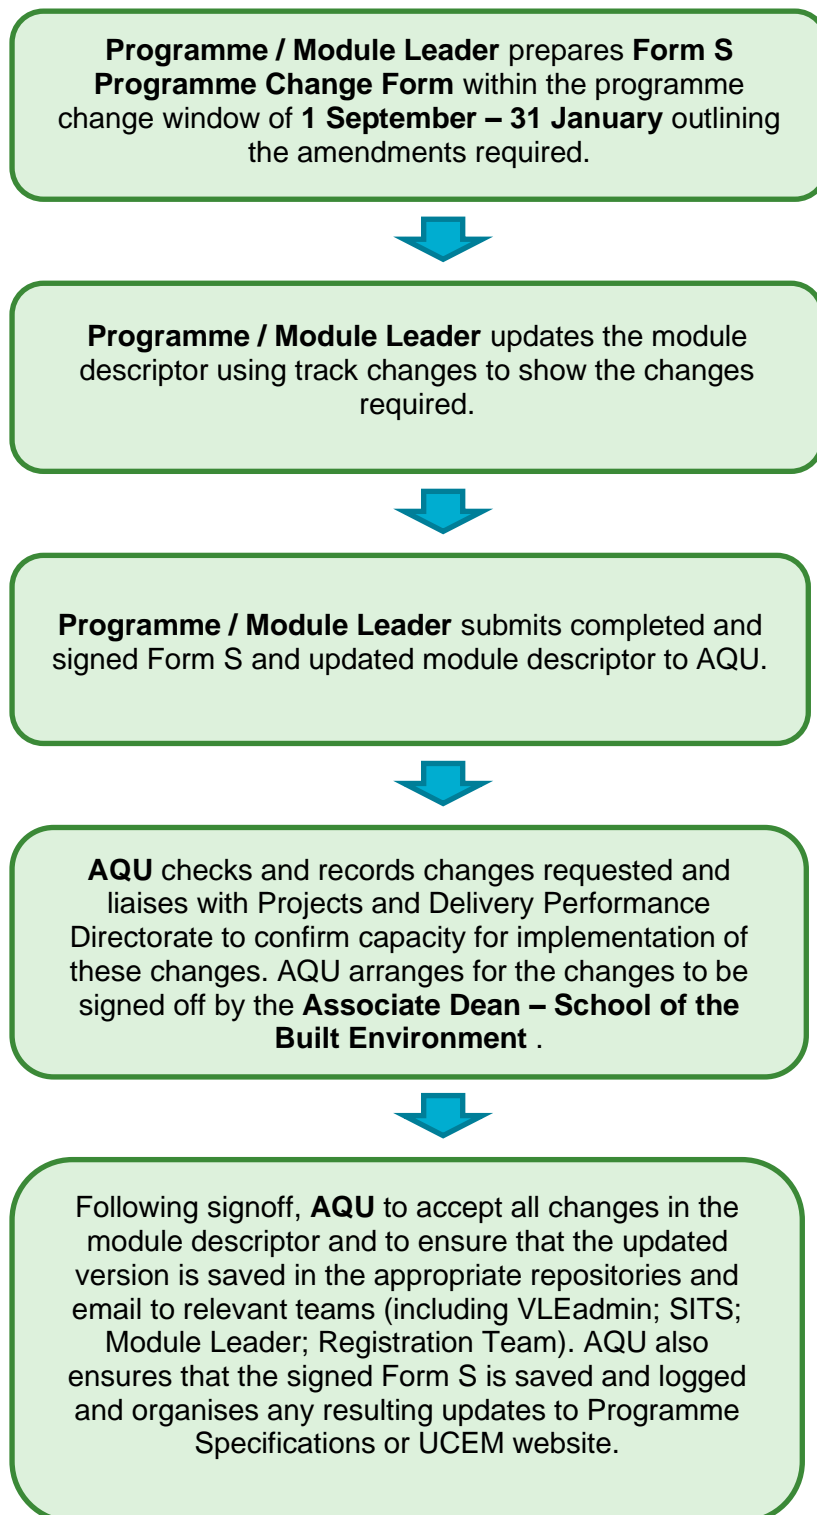 Programme / Module Leader prepares Form S
Programme Change Form within the programme
change window of 1 September – 31 January outlining
the amendments required.
Programme / Module Leader updates the module
descriptor using track changes to show the changes
required.
Programme / Module Leader submits completed and
signed Form S and updated module descriptor to AQU.
AQU checks and records changes requested and
liaises with Projects and Delivery Performance
Directorate to confirm capacity for implementation of
these changes. AQU arranges for the changes to be
signed off by the Associate Dean – School of the
Built Environment .
Following signoff, AQU to accept all changes in the
module descriptor and to ensure that the updated
version is saved in the appropriate repositories and
email to relevant teams (including VLEadmin; SITS;
Module Leader; Registration Team). AQU also
ensures that the signed Form S is saved and logged
and organises any resulting updates to Programme
Specifications or UCEM website.